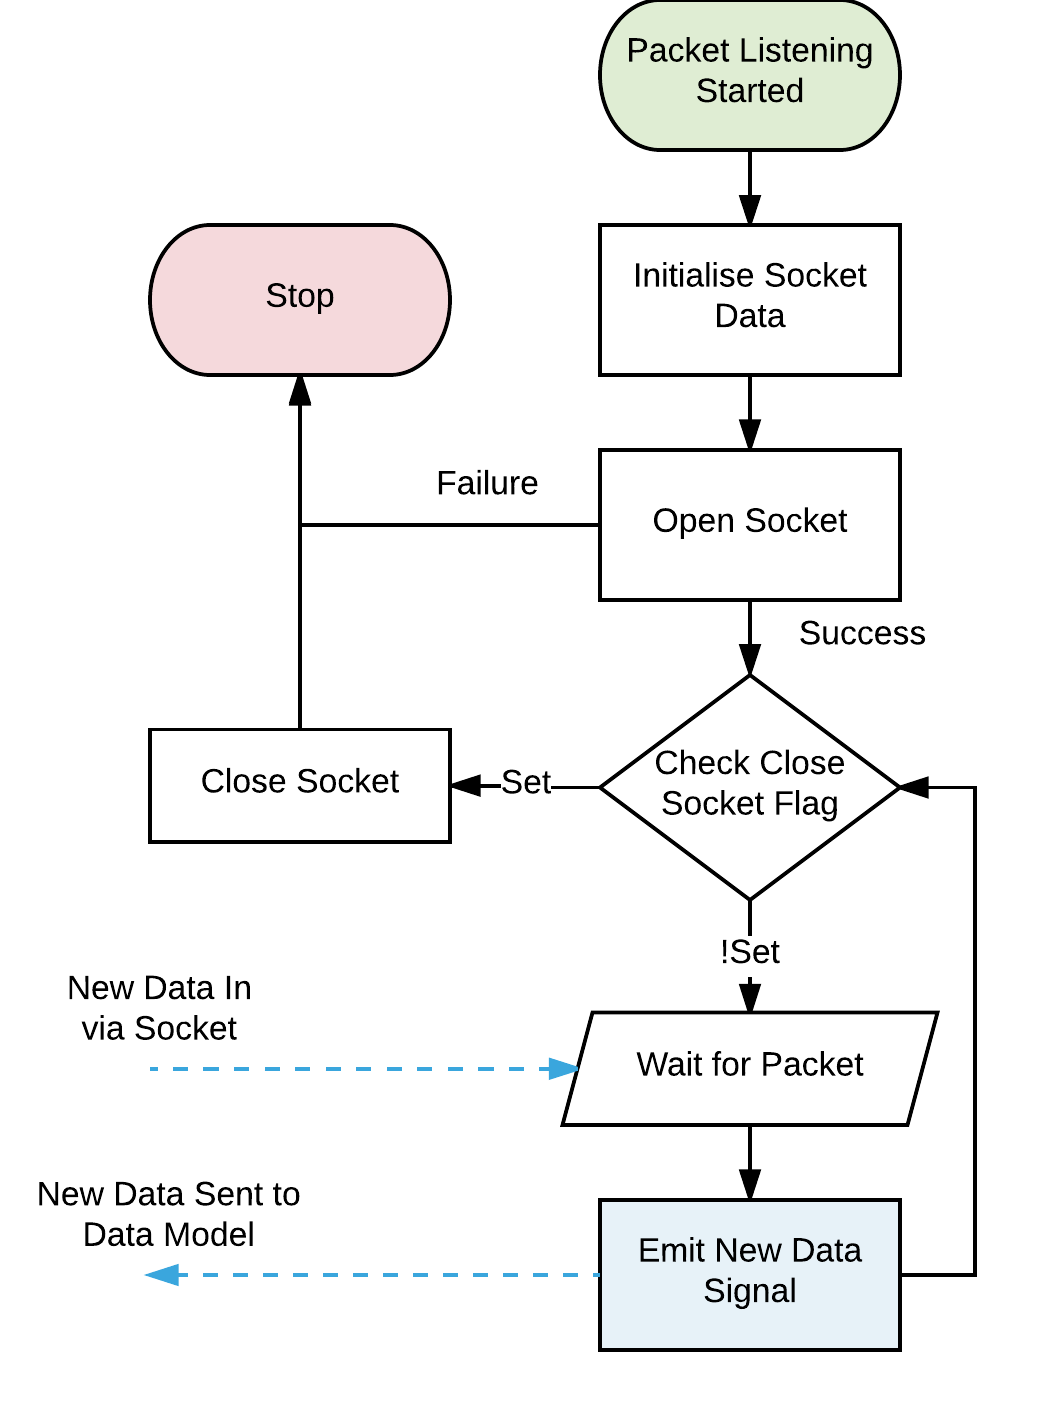 Packet Listening
Started
Initialise Socket
Data
Stop
Failure
Open Socket
Success
Check Close
Socket Flag
Set
Close Socket
!Set
New Data In
via Socket
Wait for Packet
New Data Sent to
Data Model
Emit New Data
Signal